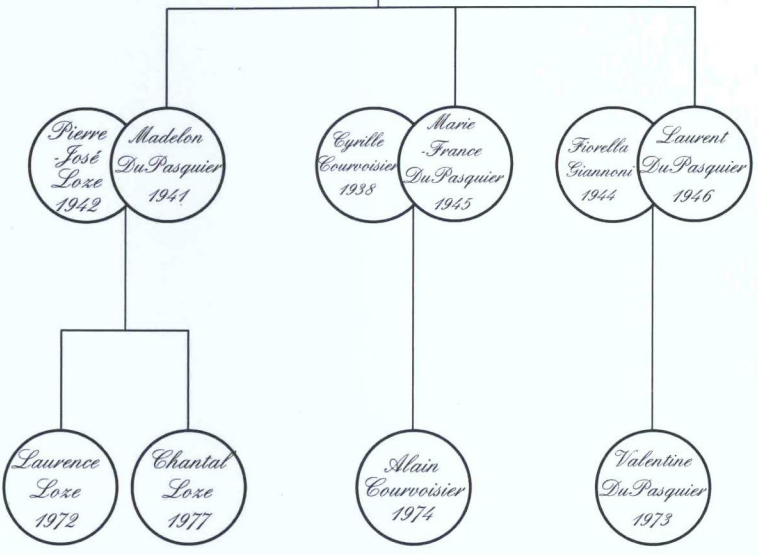 Pierre
-José
Loze
1942
Madelon
DuPasquier
1941
Cyrille
Courvoisier
1938
Marie
-France
DuPasquier
1945
Fiorella
Giannoni
1944
Laurent
DuPasquier
1946
Laurence
Loze
1972
Chantal
Loze
1977
Alain
Courvoisier
1974
Valentine
DuPasquier
1973